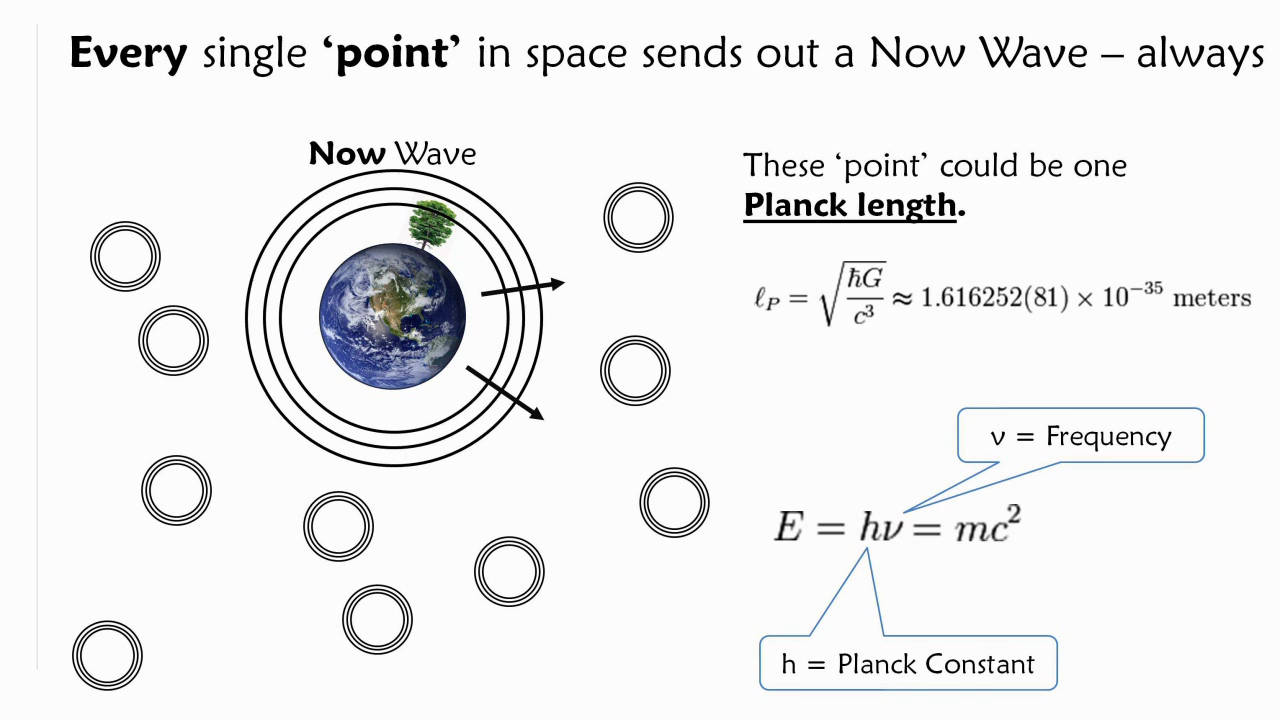 Every single ‘point’ in space sends out a Now Wave – always
Now Wave
These ‘point’ could be one
Planck length.
ℓ_P = √(ħG/c³) ≈ 1.616252(81) × 10⁻³⁵ meters
ν = Frequency
E = hν = mc²
h = Planck Constant